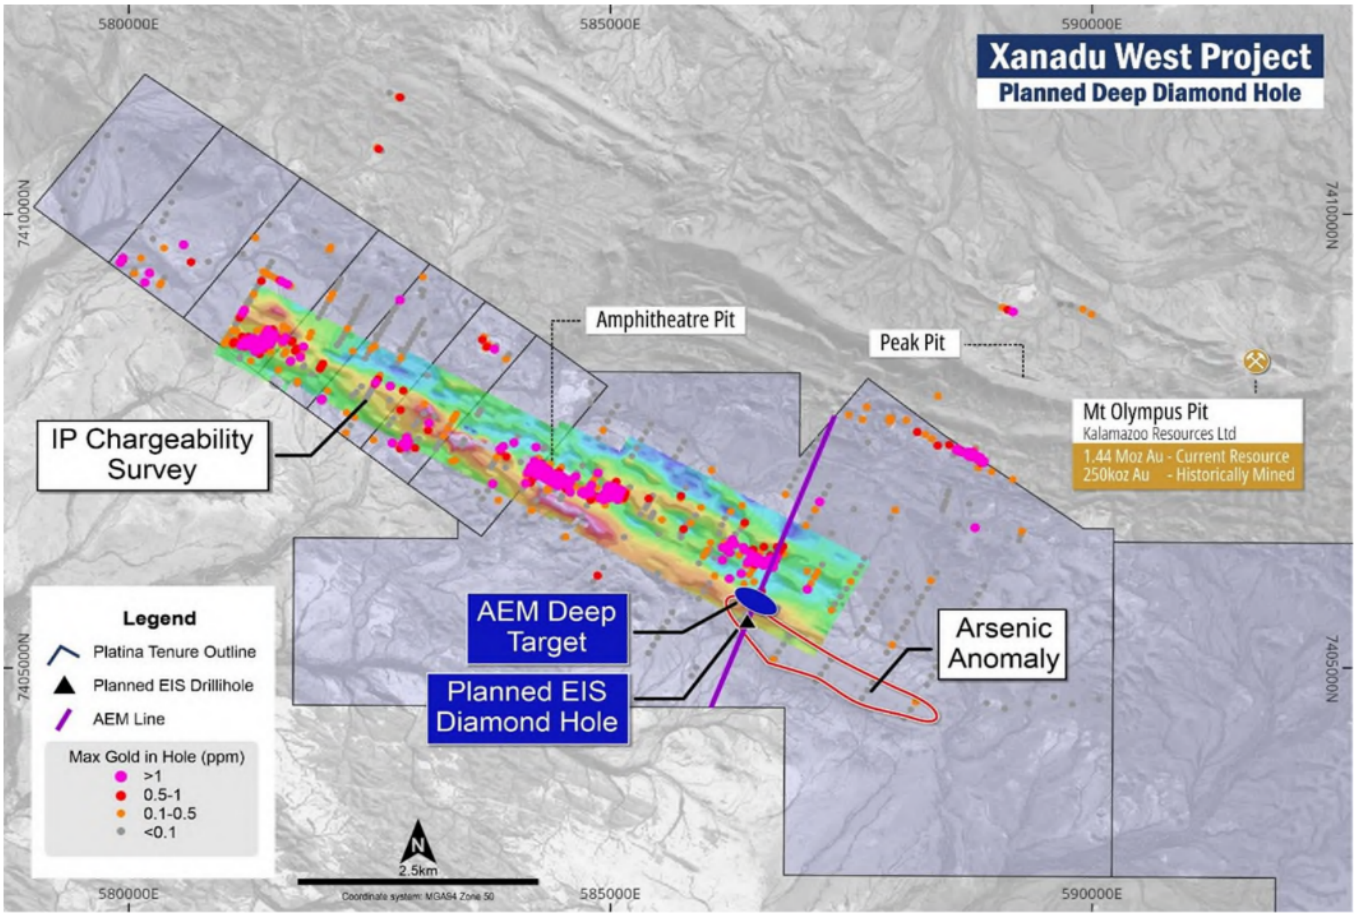 580000E
585000E
590000E
Xanadu West Project
Planned Deep Diamond Hole
7410000N
7410000N
Amphitheatre Pit
Peak Pit
Mt Olympus Pit
Kalamazoo Resources Ltd
1.44 Moz Au - Current Resource
250koz Au - Historically Mined
IP Chargeability
Survey
AEM Deep
Target
Arsenic
Anomaly
Planned EIS
Diamond Hole
7405000N
7405000N
Legend
Platina Tenure Outline
Planned EIS Drillhole
AEM Line
Max Gold in Hole (ppm)
>1
0.5-1
0.1-0.5
<0.1
N
2.5km
Coordinate system: MGA94 Zone 50
580000E
585000E
590000E